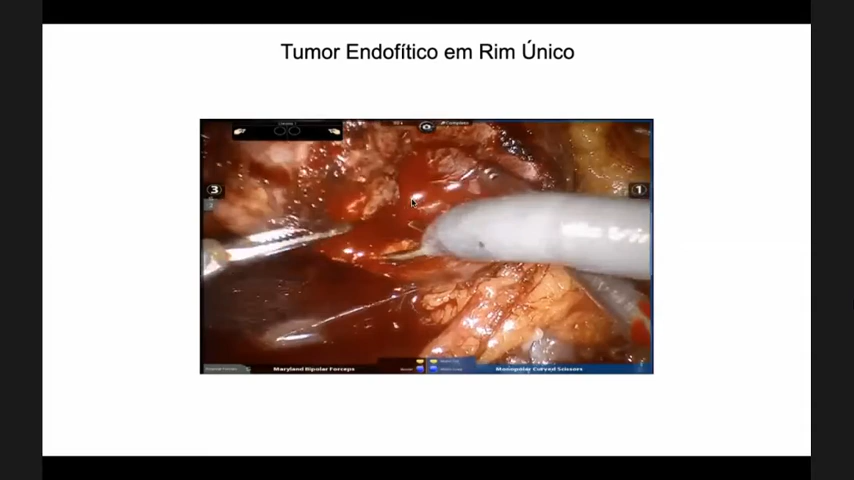 Tumor Endofítico em Rim Único
3
1
Maryland Bipolar Forceps
Monopolar Curved Scissors